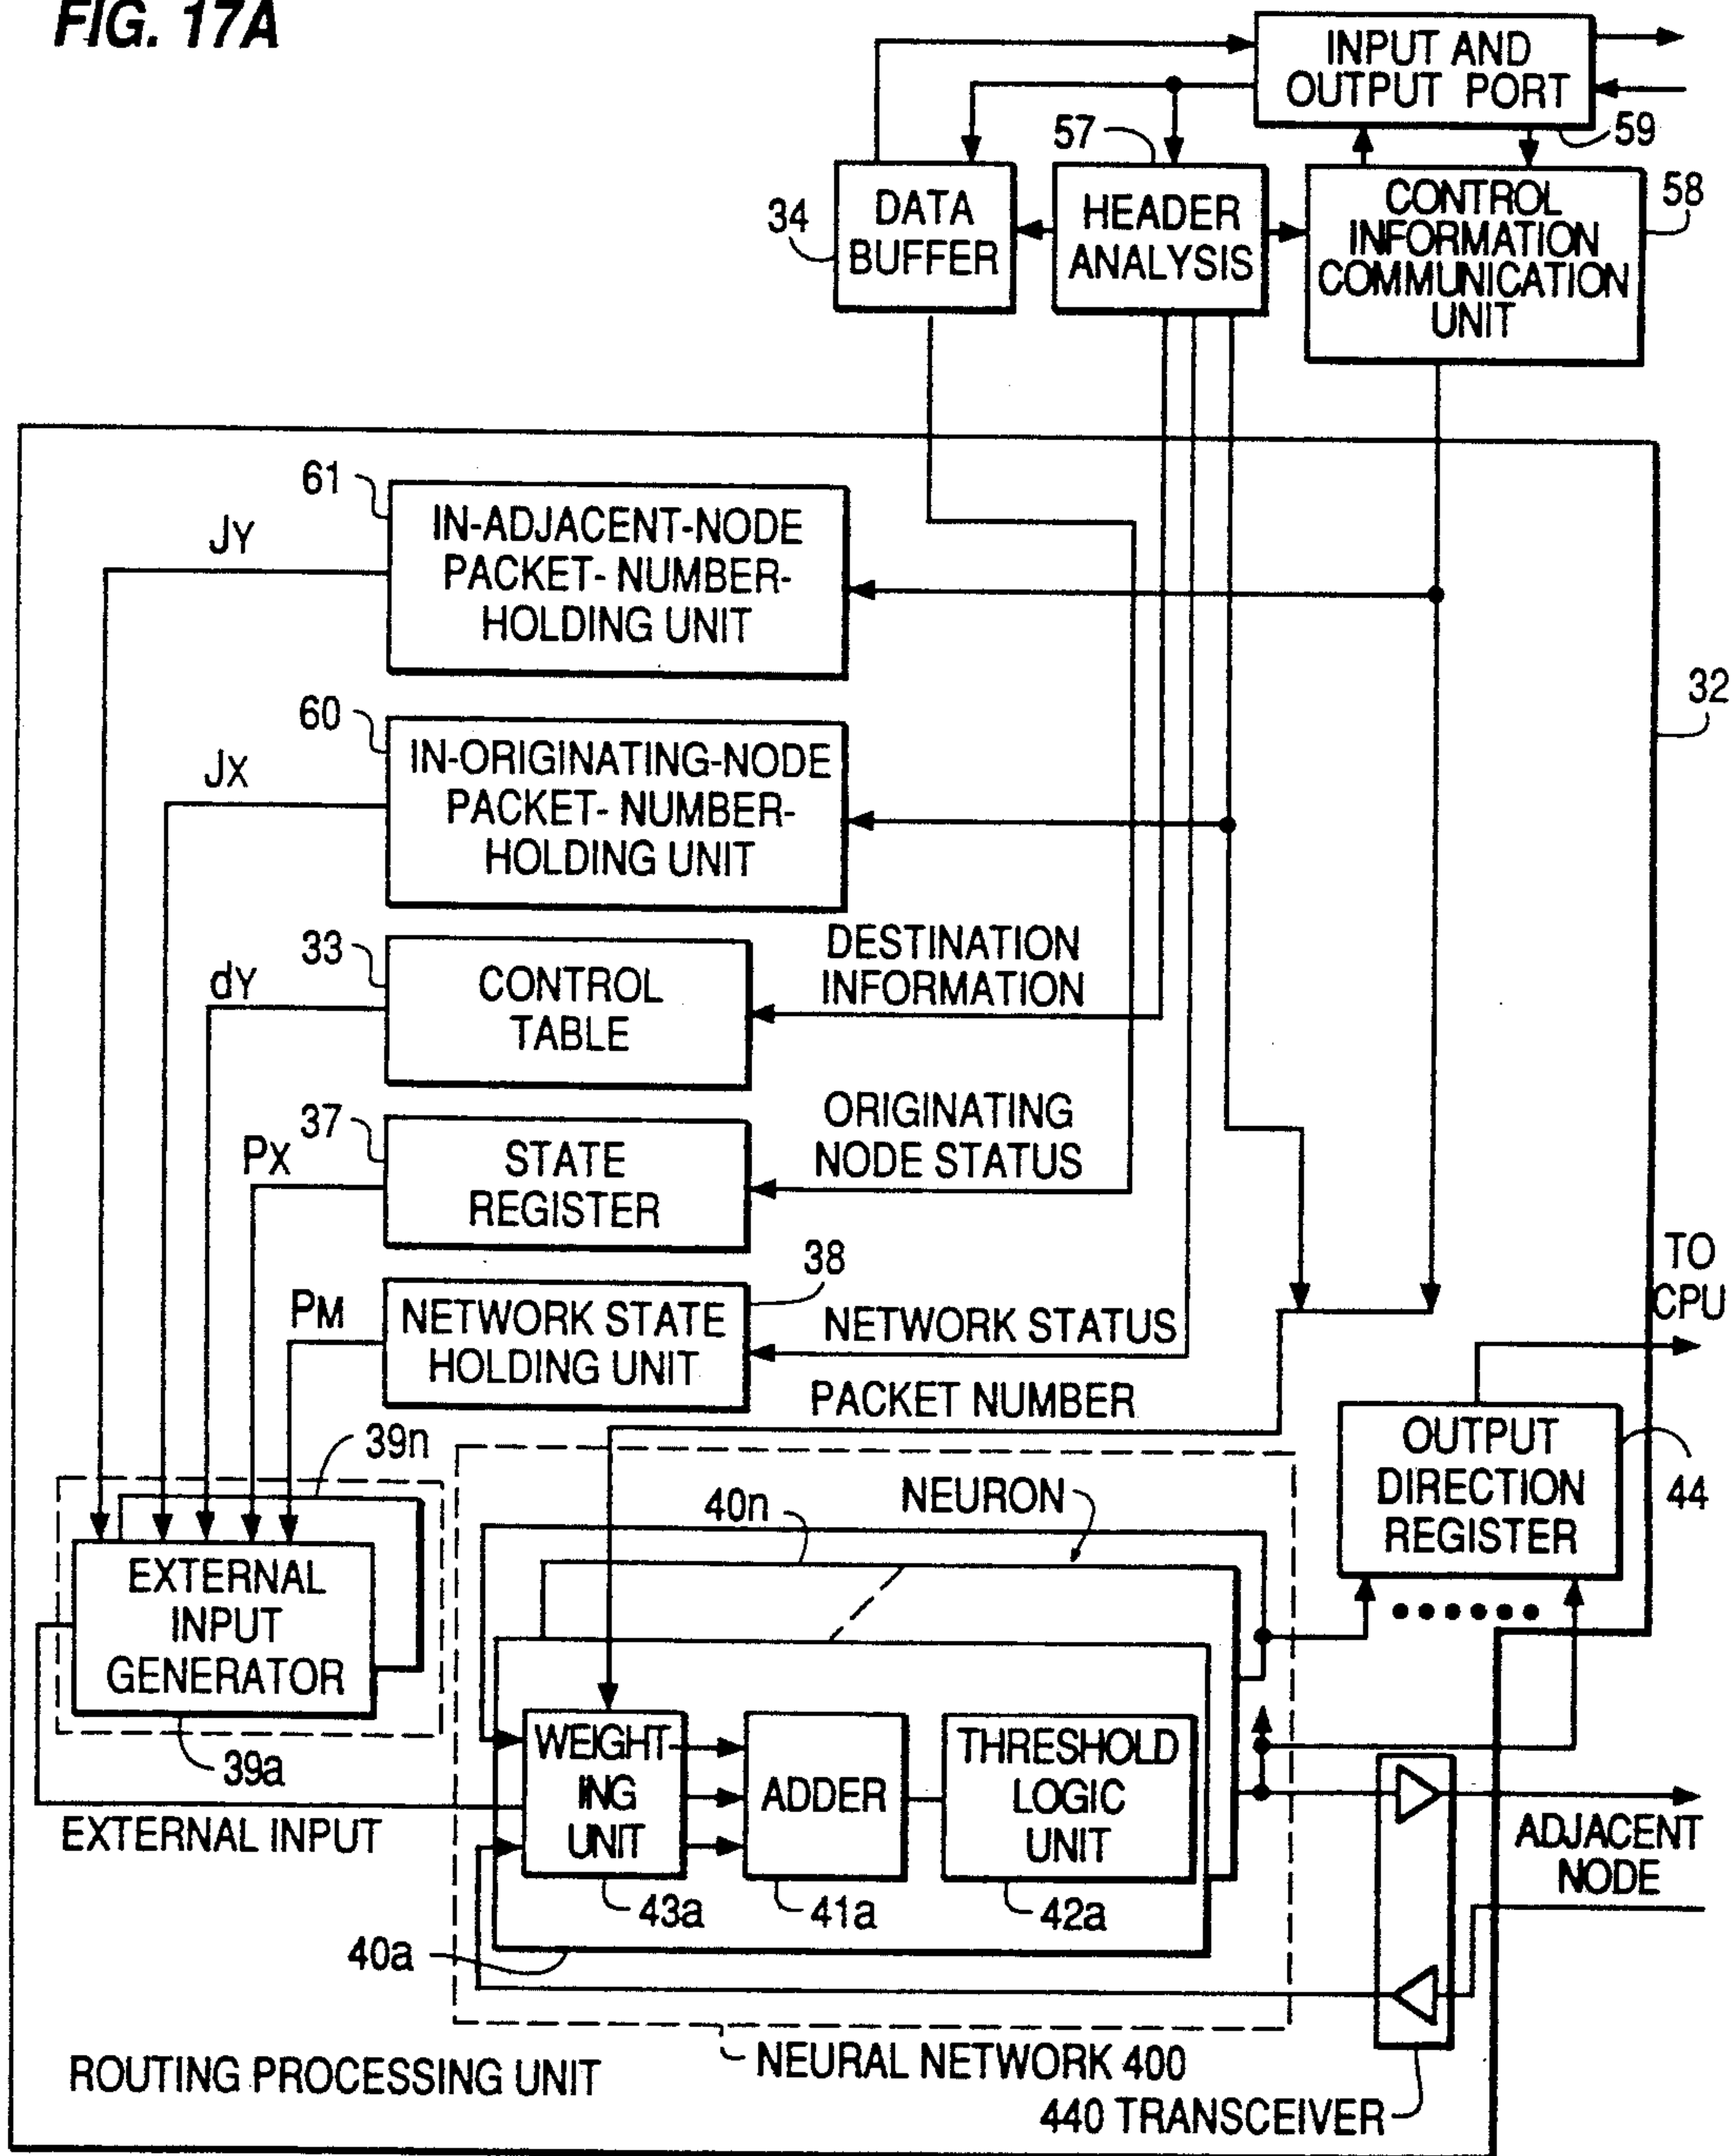 FIG. 17A
INPUT AND
OUTPUT PORT
59
57
34
DATA
BUFFER
HEADER
ANALYSIS
CONTROL
INFORMATION
COMMUNICATION
UNIT
58
61
JY
IN-ADJACENT-NODE
PACKET- NUMBER-
HOLDING UNIT
32
60
JX
IN-ORIGINATING-NODE
PACKET- NUMBER-
HOLDING UNIT
33
dY
CONTROL
TABLE
DESTINATION
INFORMATION
37
PX
STATE
REGISTER
ORIGINATING
NODE STATUS
38
PM
NETWORK STATE
HOLDING UNIT
NETWORK STATUS
TO
CPU
PACKET NUMBER
39n
OUTPUT
DIRECTION
REGISTER
44
40n
NEURON
EXTERNAL
INPUT
GENERATOR
39a
EXTERNAL INPUT
WEIGHT-
ING
UNIT
ADDER
THRESHOLD
LOGIC
UNIT
43a
41a
42a
40a
ADJACENT
NODE
NEURAL NETWORK 400
ROUTING PROCESSING UNIT
440 TRANSCEIVER